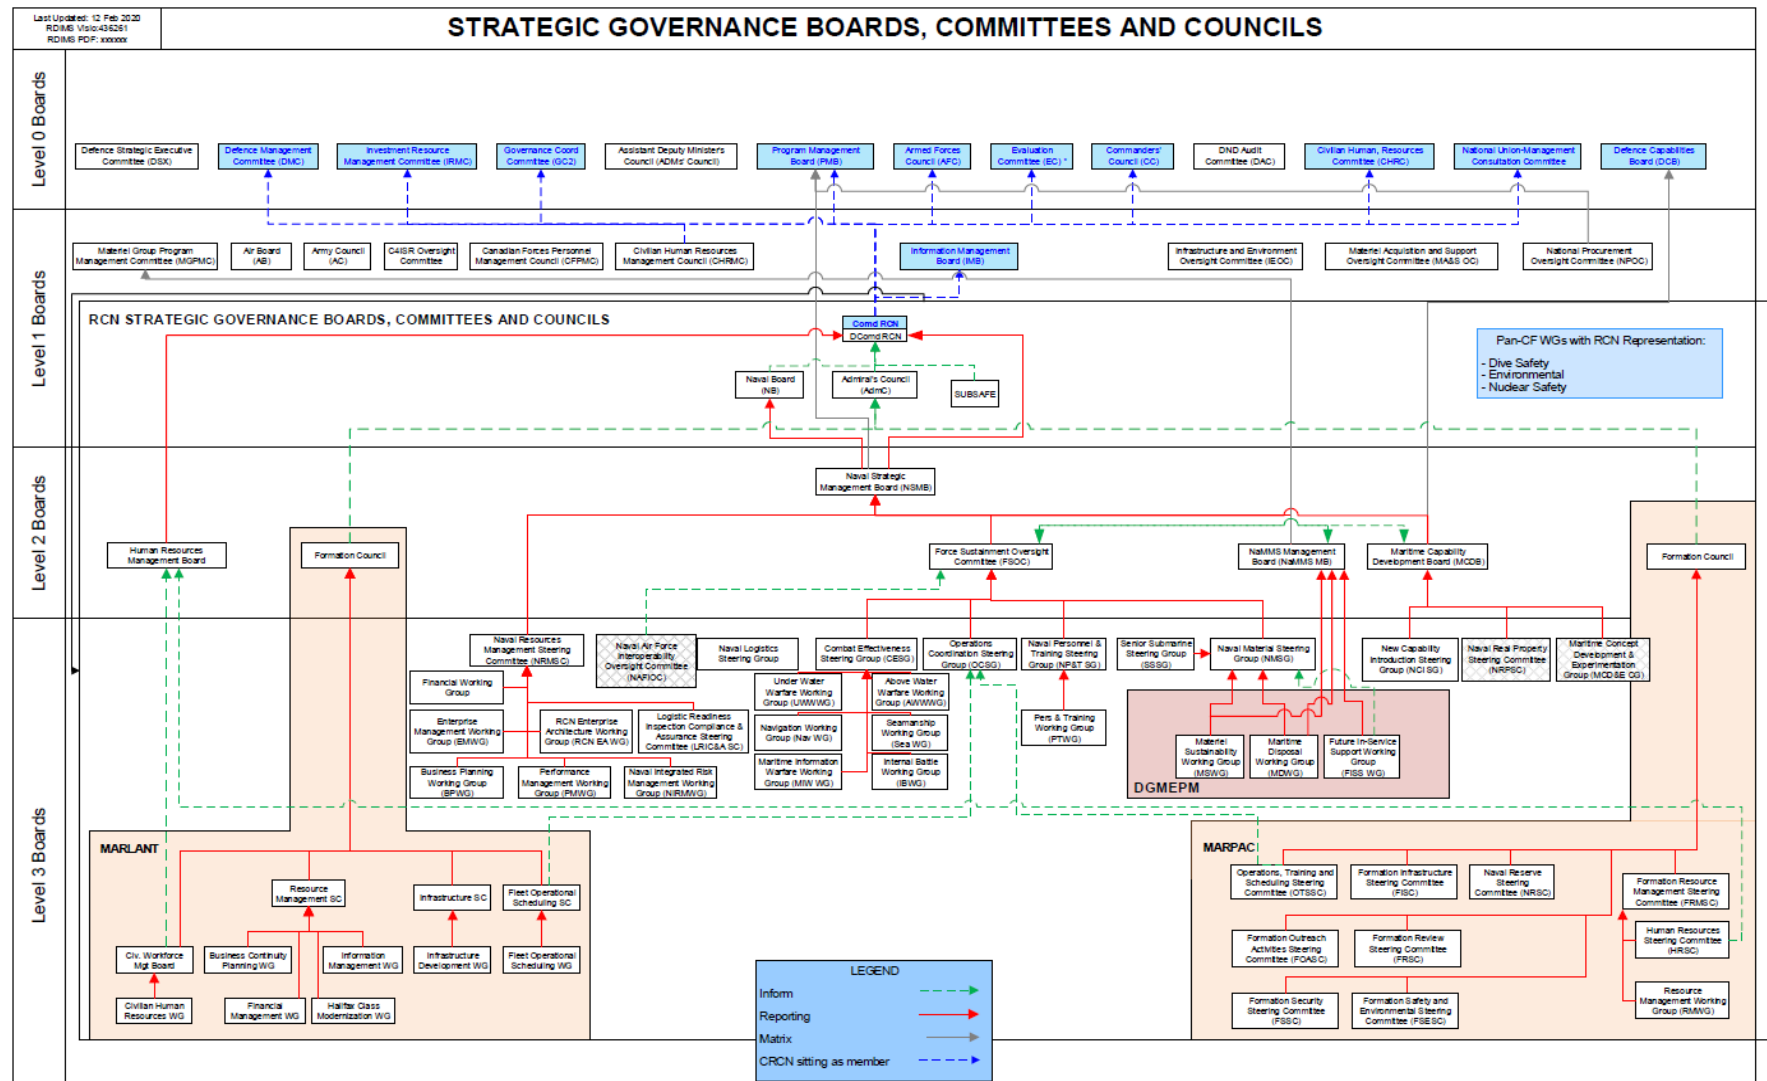 Last Updated: 12 Feb 2020
RDIMS Visio:436261
RDIMS PDF: xxxxxx
STRATEGIC GOVERNANCE BOARDS, COMMITTEES AND COUNCILS
Level 0 Boards
Defence Strategic Executive
Committee (DSX)
Defence Management
Committee (DMC)
Investment Resource
Management Committee (IRMC)
Governance Coord
Committee (GC2)
Assistant Deputy Minister's
Council (ADMs' Council)
Program Management
Board (PMB)
Armed Forces
Council (AFC)
Evaluation
Committee (EC) *
Commanders'
Council (CC)
DND Audit
Committee (DAC)
Civilian Human, Resources
Committee (CHRC)
National Union-Management
Consultation Committee
Defence Capabilities
Board (DCB)
Level 1 Boards
Materiel Group Program
Management Committee (MGPMC)
Air Board
(AB)
Army Council
(AC)
C4ISR Oversight
Committee
Canadian Forces Personnel
Management Council (CFPMC)
Civilian Human Resources
Management Council (CHRMC)
Information Management
Board (IMB)
Infrastructure and Environment
Oversight Committee (IEOC)
Materiel Acquisition and Support
Oversight Committee (MA&S OC)
National Procurement
Oversight Committee (NPOC)
RCN STRATEGIC GOVERNANCE BOARDS, COMMITTEES AND COUNCILS
Comd RCN
DComd RCN
Pan-CF WGs with RCN Representation:
- Dive Safety
- Environmental
- Nuclear Safety
Naval Board
(NB)
Admiral's Council
(AdmC)
SUBSAFE
Level 2 Boards
Naval Strategic
Management Board (NSMB)
Human Resources
Management Board
Formation Council
Force Sustainment Oversight
Committee (FSOC)
NaMMS Management
Board (NaMMS MB)
Maritime Capability
Development Board (MCDB)
Formation Council
Level 3 Boards
Naval Resources
Management Steering
Committee (NRMSC)
Naval Air Force
Interoperability
Oversight Committee
(NAFIOC)
Naval Logistics
Steering Group
Combat Effectiveness
Steering Group (CESG)
Operations
Coordination Steering
Group (OCSG)
Naval Personnel &
Training Steering
Group (NP&T SG)
Senior Submarine
Steering Group
(SSSG)
Naval Material Steering
Group (NMSG)
New Capability
Introduction Steering
Group (NCI SG)
Naval Real Property
Steering Committee
(NRPSC)
Maritime Concept
Development &
Experimentation
Group (MCD&E CG)
Financial Working
Group
Under Water
Warfare Working
Group (UWWWG)
Above Water
Warfare Working
Group (AWWWG)
Enterprise
Management Working
Group (EMWG)
RCN Enterprise
Architecture Working
Group (RCN EA WG)
Logistic Readiness
Inspection Compliance &
Assurance Steering
Committee (LRIC&A SC)
Navigation Working
Group (Nav WG)
Seamanship
Working Group
(Sea WG)
Pers & Training
Working Group
(PTWG)
Business Planning
Working Group
(BPWG)
Performance
Management Working
Group (PMWG)
Naval Integrated Risk
Management Working
Group (NIRMWG)
Maritime Information
Warfare Working
Group (MIW WG)
Internal Battle
Working Group
(IBWG)
Materiel
Sustainability
Working Group
(MSWG)
Maritime
Disposal
Working Group
(MDWG)
Future In-Service
Support Working
Group
(FISS WG)
DGMEPM
MARLANT
Resource
Management SC
Infrastructure SC
Fleet Operational
Scheduling SC
Civ. Workforce
Mgt Board
Business Continuity
Planning WG
Information
Management WG
Infrastructure
Development WG
Fleet Operational
Scheduling WG
Civilian Human
Resources WG
Financial
Management WG
Halifax Class
Modernization WG
MARPAC
Operations, Training and
Scheduling Steering
Committee (OTSSC)
Formation Infrastructure
Steering Committee
(FISC)
Naval Reserve
Steering
Committee (NRSC)
Formation Resource
Management Steering
Committee (FRMSC)
Formation Outreach
Activities Steering
Committee (FOASC)
Formation Review
Steering Committee
(FRSC)
Human Resources
Steering Committee
(HRSC)
Formation Security
Steering Committee
(FSSC)
Formation Safety and
Environmental Steering
Committee (FSESC)
Resource
Management Working
Group (RMWG)
LEGEND
Inform
Reporting
Matrix
CRCN sitting as member